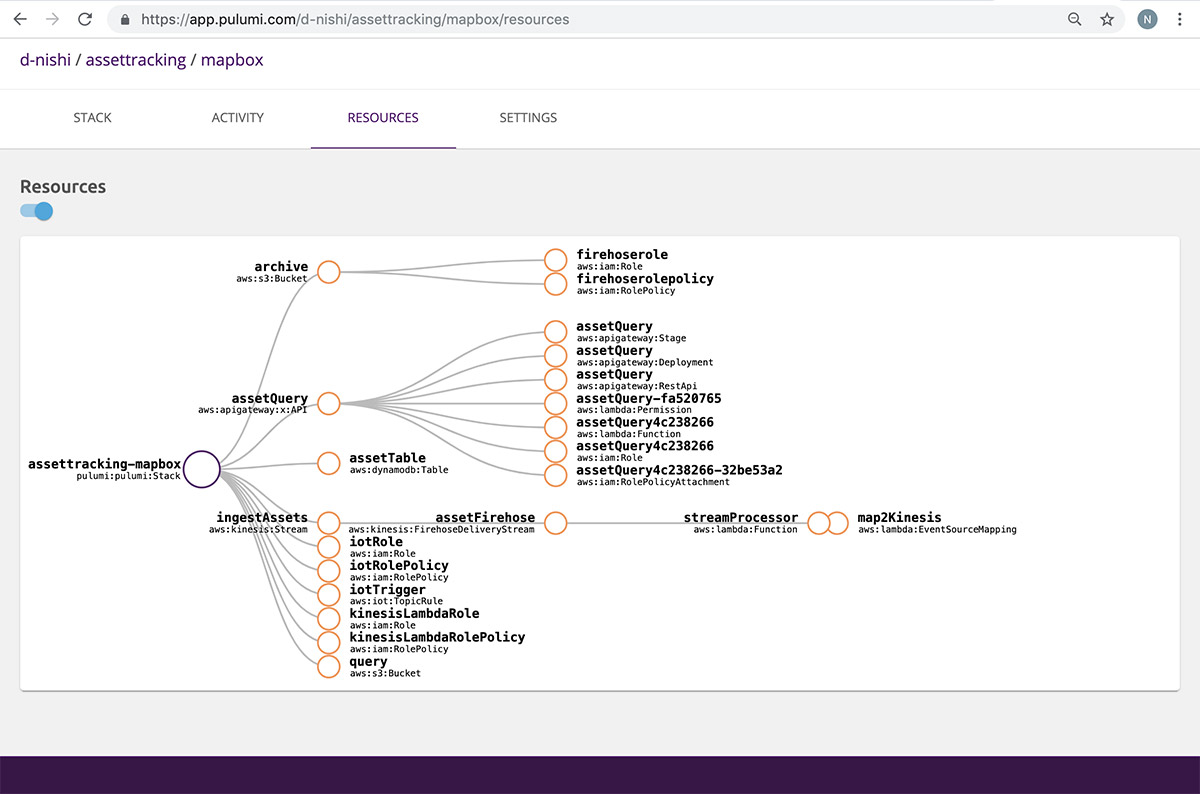 https://app.pulumi.com/d-nishi/assettracking/mapbox/resources
N
d-nishi / assettracking / mapbox
STACK
ACTIVITY
RESOURCES
SETTINGS
Resources
archive
aws:s3:Bucket
firehoserole
aws:iam:Role
firehoserolepolicy
aws:iam:RolePolicy
assetQuery
aws:apigateway:x:API
assetQuery
aws:apigateway:Stage
assetQuery
aws:apigateway:Deployment
assetQuery
aws:apigateway:RestApi
assetQuery-fa520765
aws:lambda:Permission
assetQuery4c238266
aws:lambda:Function
assetQuery4c238266
aws:iam:Role
assetQuery4c238266-32be53a2
aws:iam:RolePolicyAttachment
assettracking-mapbox
pulumi:pulumi:Stack
assetTable
aws:dynamodb:Table
ingestAssets
aws:kinesis:Stream
assetFirehose
aws:kinesis:FirehoseDeliveryStream
streamProcessor
aws:lambda:Function
map2Kinesis
aws:lambda:EventSourceMapping
iotRole
aws:iam:Role
iotRolePolicy
aws:iam:RolePolicy
iotTrigger
aws:iot:TopicRule
kinesisLambdaRole
aws:iam:Role
kinesisLambdaRolePolicy
aws:iam:RolePolicy
query
aws:s3:Bucket